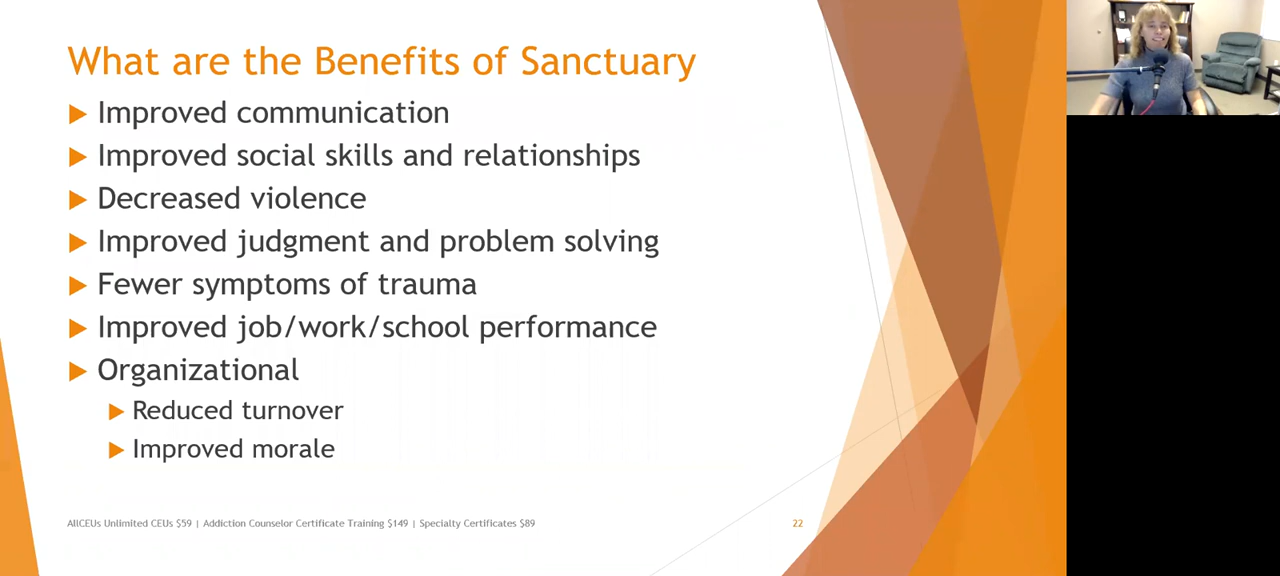 What are the Benefits of Sanctuary
Improved communication
Improved social skills and relationships
Decreased violence
Improved judgment and problem solving
Fewer symptoms of trauma
Improved job/work/school performance
Organizational
Reduced turnover
Improved morale
AllCEUs Unlimited CEUs $59 | Addiction Counselor Certificate Training $149 | Specialty Certificates $89
22